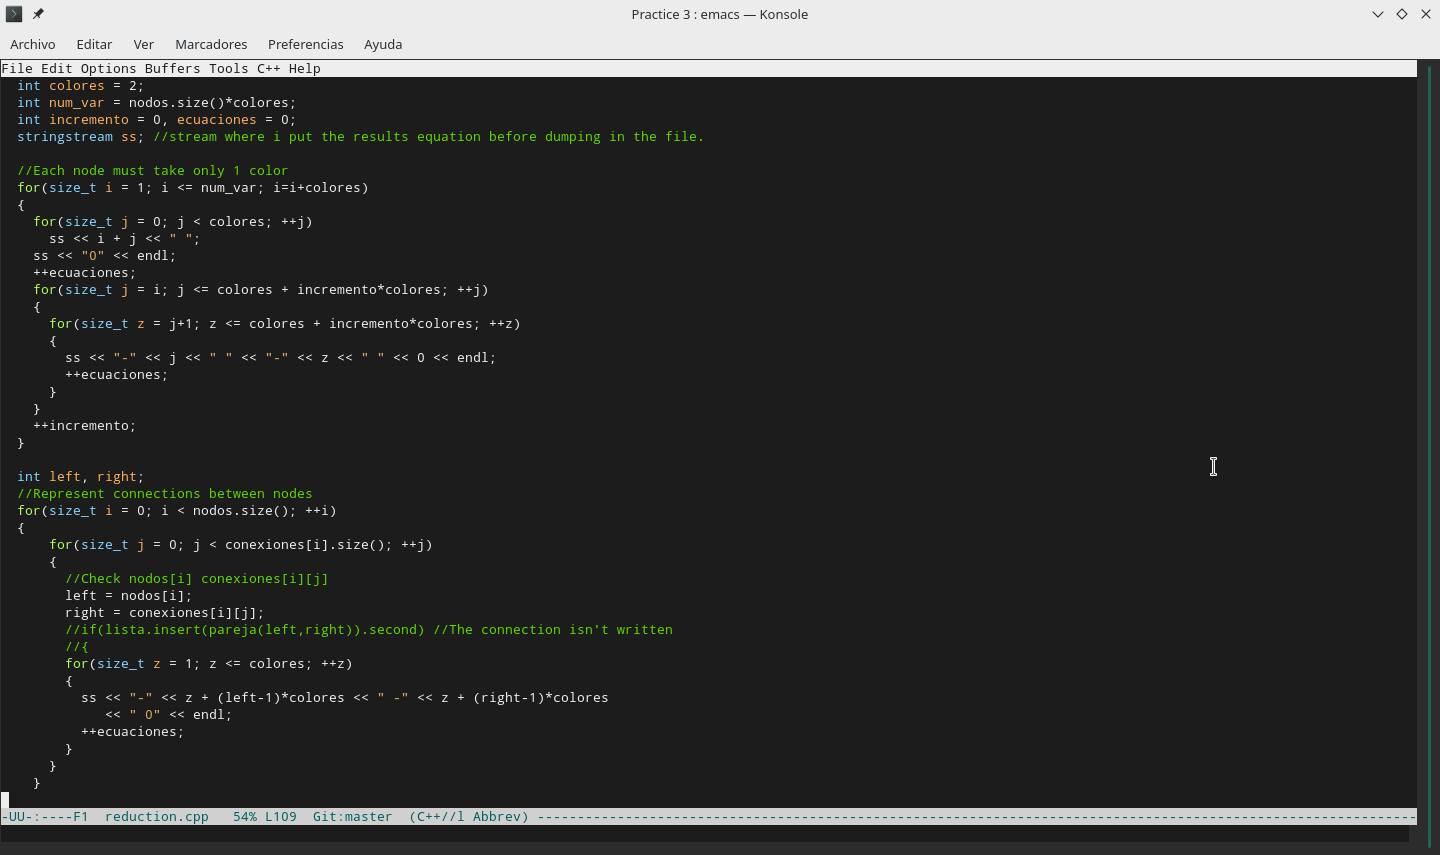 Practice 3 : emacs — Konsole
Archivo Editar Ver Marcadores Preferencias Ayuda
File Edit Options Buffers Tools C++ Help
  int colores = 2;
  int num_var = nodos.size()*colores;
  int incremento = 0, ecuaciones = 0;
  stringstream ss; //stream where i put the results equation before dumping in the file.

  //Each node must take only 1 color
  for(size_t i = 1; i <= num_var; i=i+colores)
  {
    for(size_t j = 0; j < colores; ++j)
      ss << i + j << " ";
    ss << "0" << endl;
    ++ecuaciones;
    for(size_t j = i; j <= colores + incremento*colores; ++j)
    {
      for(size_t z = j+1; z <= colores + incremento*colores; ++z)
      {
        ss << "-" << j << " " << "-" << z << " " << 0 << endl;
        ++ecuaciones;
      }
    }
    ++incremento;
  }

  int left, right;
  //Represent connections between nodes
  for(size_t i = 0; i < nodos.size(); ++i)
  {
      for(size_t j = 0; j < conexiones[i].size(); ++j)
      {
        //Check nodos[i] conexiones[i][j]
        left = nodos[i];
        right = conexiones[i][j];
        //if(lista.insert(pareja(left,right)).second) //The connection isn't written
        //{
        for(size_t z = 1; z <= colores; ++z)
        {
          ss << "-" << z + (left-1)*colores << " -" << z + (right-1)*colores
             << " 0" << endl;
          ++ecuaciones;
        }
      }
    }
-UU-:----F1  reduction.cpp   54% L109  Git:master  (C++//l Abbrev) --------------------------------------------------------------------------------------------------------------